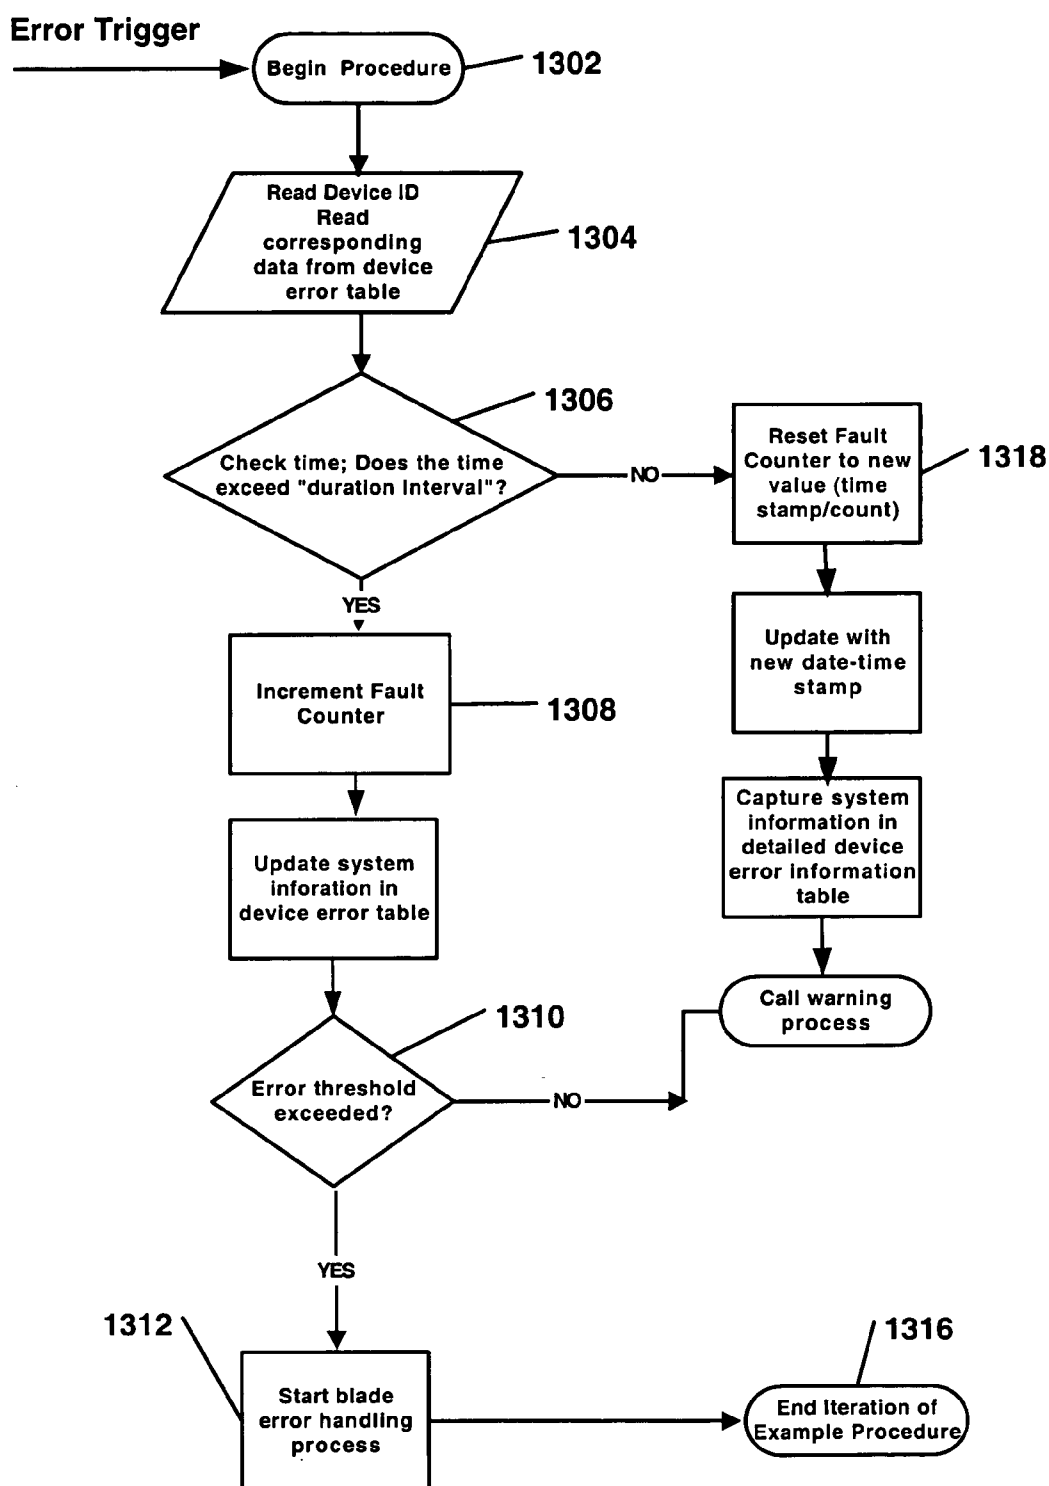 Error Trigger
Begin Procedure
1302
Read Device ID
Read
corresponding
data from device
error table
1304
1306
Check time; Does the time
exceed "duration interval"?
NO
Reset Fault
Counter to new
value (time
stamp/count)
1318
YES
Update with
new date-time
stamp
Increment Fault
Counter
1308
Capture system
information in
detailed device
error information
table
Update system
inforation in
device error table
Call warning
process
1310
Error threshold
exceeded?
NO
YES
1312
Start blade
error handling
process
1316
End Iteration of
Example Procedure